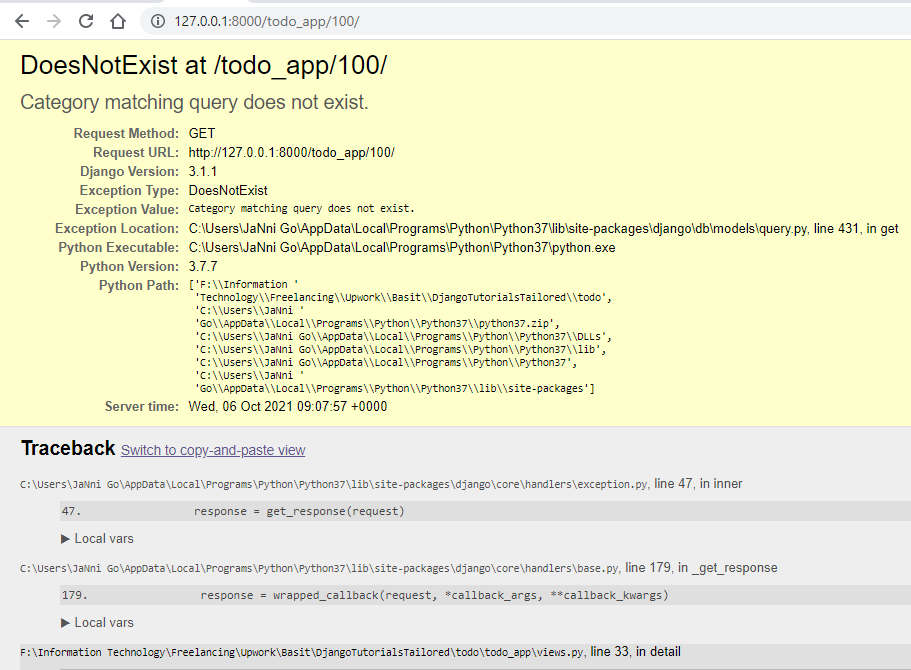 127.0.0.1:8000/todo_app/100/
DoesNotExist at /todo_app/100/
Category matching query does not exist.
Request Method: GET
Request URL: http://127.0.0.1:8000/todo_app/100/
Django Version: 3.1.1
Exception Type: DoesNotExist
Exception Value: Category matching query does not exist.
Exception Location: C:\Users\JaNni Go\AppData\Local\Programs\Python\Python37\lib\site-packages\django\db\models\query.py, line 431, in get
Python Executable: C:\Users\JaNni Go\AppData\Local\Programs\Python\Python37\python.exe
Python Version: 3.7.7
Python Path: ['F:\\Information '
'Technology\\Freelancing\\Upwork\\Basit\\DjangoTutorialsTailored\\todo',
'C:\\Users\\JaNni '
'Go\\AppData\\Local\\Programs\\Python\\Python37\\python37.zip',
'C:\\Users\\JaNni Go\\AppData\\Local\\Programs\\Python\\Python37\\DLLs',
'C:\\Users\\JaNni Go\\AppData\\Local\\Programs\\Python\\Python37\\lib',
'C:\\Users\\JaNni Go\\AppData\\Local\\Programs\\Python\\Python37',
'C:\\Users\\JaNni '
'Go\\AppData\\Local\\Programs\\Python\\Python37\\lib\\site-packages']
Server time: Wed, 06 Oct 2021 09:07:57 +0000
Traceback Switch to copy-and-paste view
C:\Users\JaNni Go\AppData\Local\Programs\Python\Python37\lib\site-packages\django\core\handlers\exception.py, line 47, in inner
47. response = get_response(request)
▶ Local vars
C:\Users\JaNni Go\AppData\Local\Programs\Python\Python37\lib\site-packages\django\core\handlers\base.py, line 179, in _get_response
179. response = wrapped_callback(request, *callback_args, **callback_kwargs)
▶ Local vars
F:\Information Technology\Freelancing\Upwork\Basit\DjangoTutorialsTailored\todo\todo_app\views.py, line 33, in detail